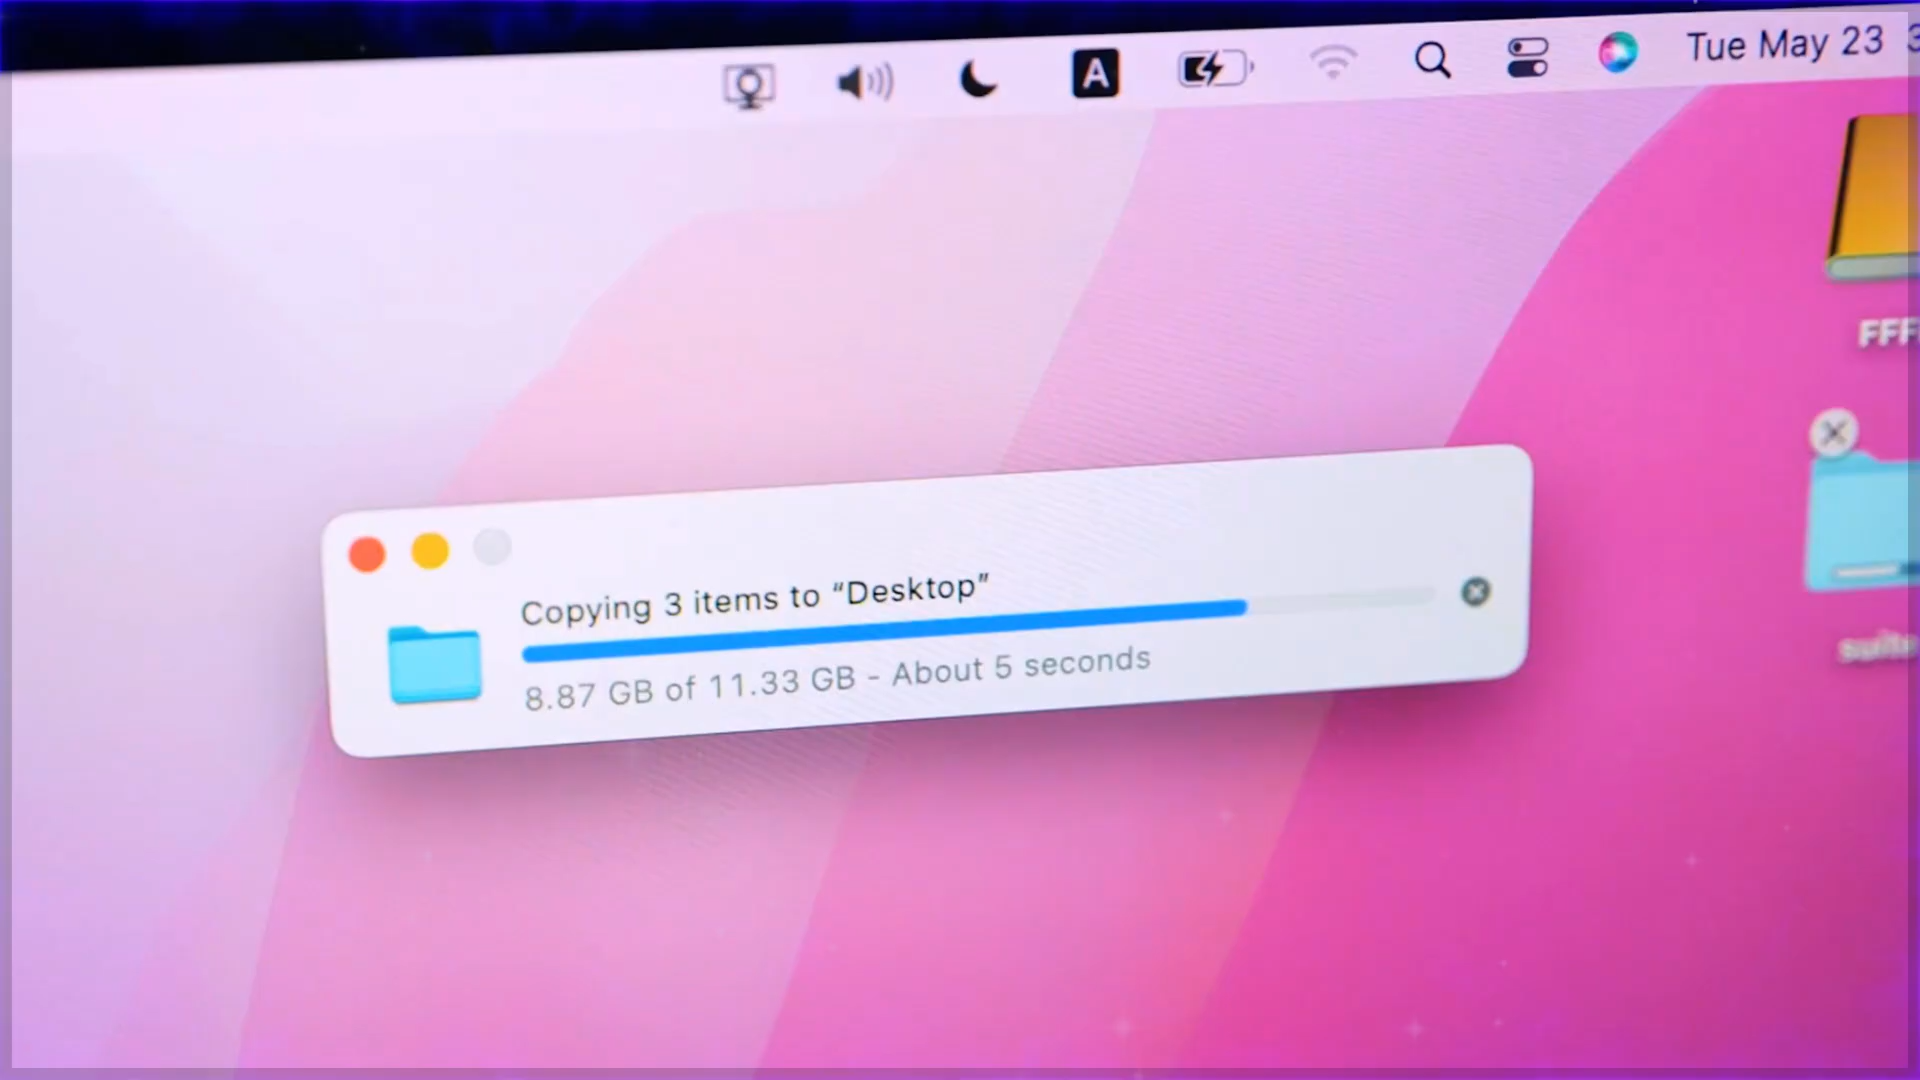 A
Tue May 23
Copying 3 items to “Desktop”
8.87 GB of 11.33 GB - About 5 seconds